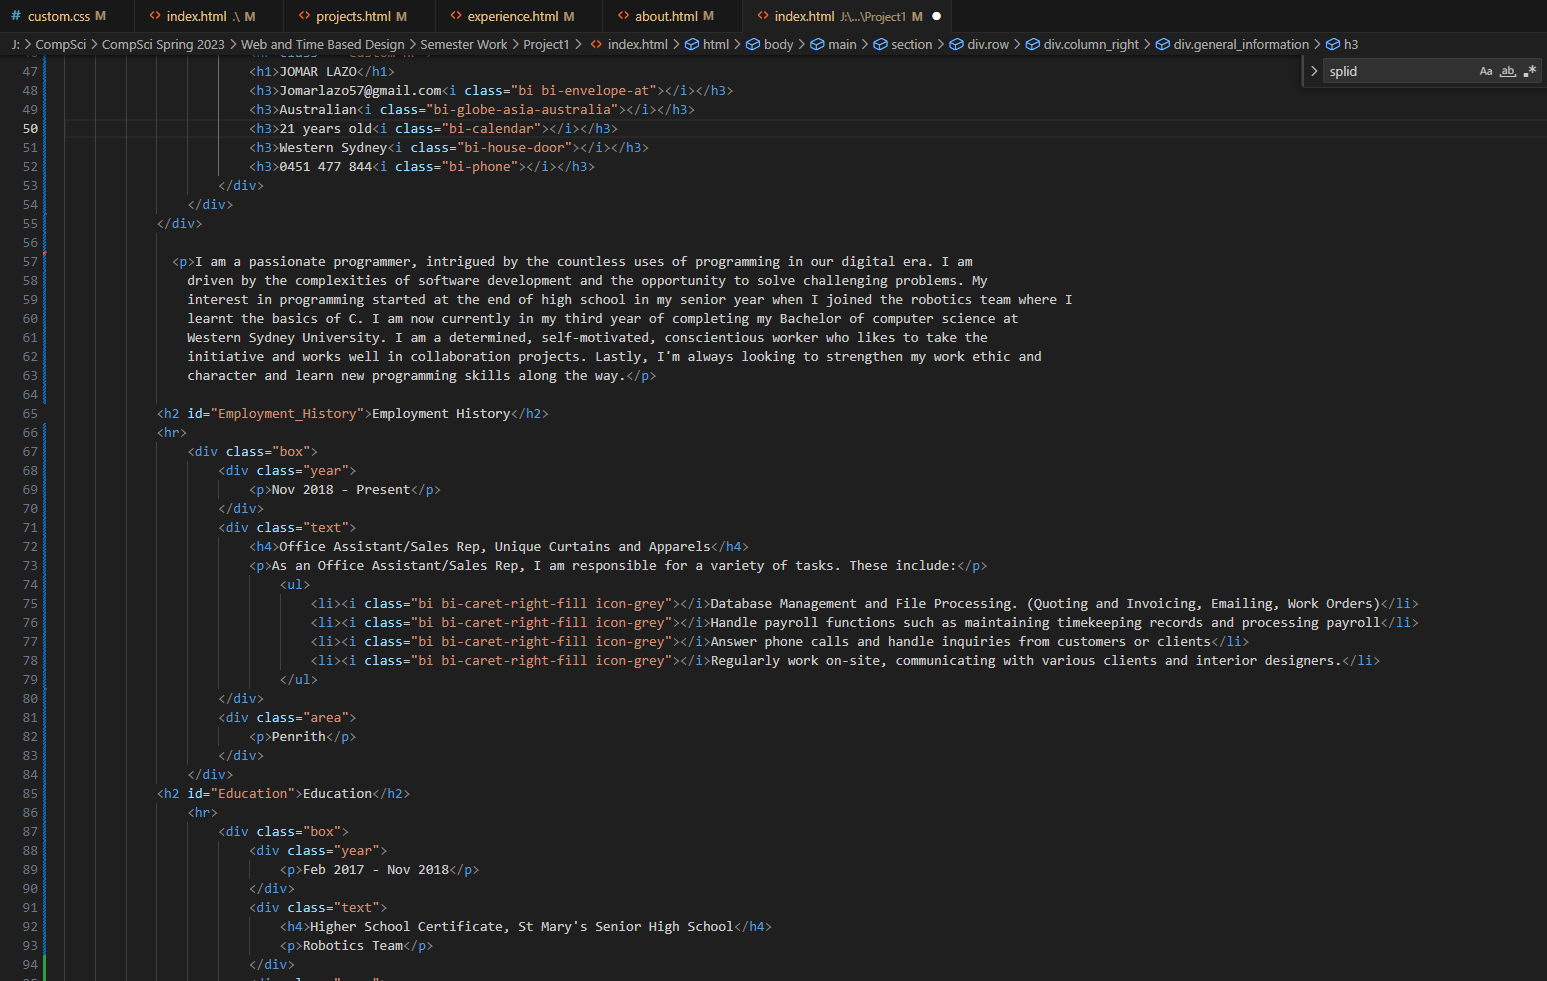 # custom.css M
<> index.html .\ M
<> projects.html M
<> experience.html M
<> about.html M
<> index.html J:\...\Project1 M ●
J: > CompSci > CompSci Spring 2023 > Web and Time Based Design > Semester Work > Project1 > <> index.html > html > body > main > section > div.row > div.column_right > div.general_information > h3
> splid Aa ab .*
47 <h1>JOMAR LAZO</h1>
48 <h3>Jomarlazo57@gmail.com<i class="bi bi-envelope-at"></i></h3>
49 <h3>Australian<i class="bi-globe-asia-australia"></i></h3>
50 <h3>21 years old<i class="bi-calendar"></i></h3>
51 <h3>Western Sydney<i class="bi-house-door"></i></h3>
52 <h3>0451 477 844<i class="bi-phone"></i></h3>
53 </div>
54 </div>
55 </div>
56
57 <p>I am a passionate programmer, intrigued by the countless uses of programming in our digital era. I am
58 driven by the complexities of software development and the opportunity to solve challenging problems. My
59 interest in programming started at the end of high school in my senior year when I joined the robotics team where I
60 learnt the basics of C. I am now currently in my third year of completing my Bachelor of computer science at
61 Western Sydney University. I am a determined, self-motivated, conscientious worker who likes to take the
62 initiative and works well in collaboration projects. Lastly, I'm always looking to strengthen my work ethic and
63 character and learn new programming skills along the way.</p>
64
65 <h2 id="Employment_History">Employment History</h2>
66 <hr>
67 <div class="box">
68 <div class="year">
69 <p>Nov 2018 - Present</p>
70 </div>
71 <div class="text">
72 <h4>Office Assistant/Sales Rep, Unique Curtains and Apparels</h4>
73 <p>As an Office Assistant/Sales Rep, I am responsible for a variety of tasks. These include:</p>
74 <ul>
75 <li><i class="bi bi-caret-right-fill icon-grey"></i>Database Management and File Processing. (Quoting and Invoicing, Emailing, Work Orders)</li>
76 <li><i class="bi bi-caret-right-fill icon-grey"></i>Handle payroll functions such as maintaining timekeeping records and processing payroll</li>
77 <li><i class="bi bi-caret-right-fill icon-grey"></i>Answer phone calls and handle inquiries from customers or clients</li>
78 <li><i class="bi bi-caret-right-fill icon-grey"></i>Regularly work on-site, communicating with various clients and interior designers.</li>
79 </ul>
80 </div>
81 <div class="area">
82 <p>Penrith</p>
83 </div>
84 </div>
85 <h2 id="Education">Education</h2>
86 <hr>
87 <div class="box">
88 <div class="year">
89 <p>Feb 2017 - Nov 2018</p>
90 </div>
91 <div class="text">
92 <h4>Higher School Certificate, St Mary's Senior High School</h4>
93 <p>Robotics Team</p>
94 </div>